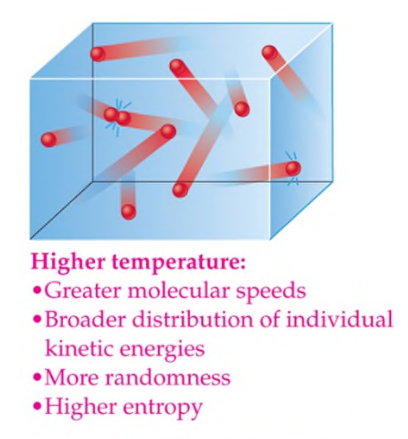 Higher temperature:
•Greater molecular speeds
•Broader distribution of individual
kinetic energies
•More randomness
•Higher entropy